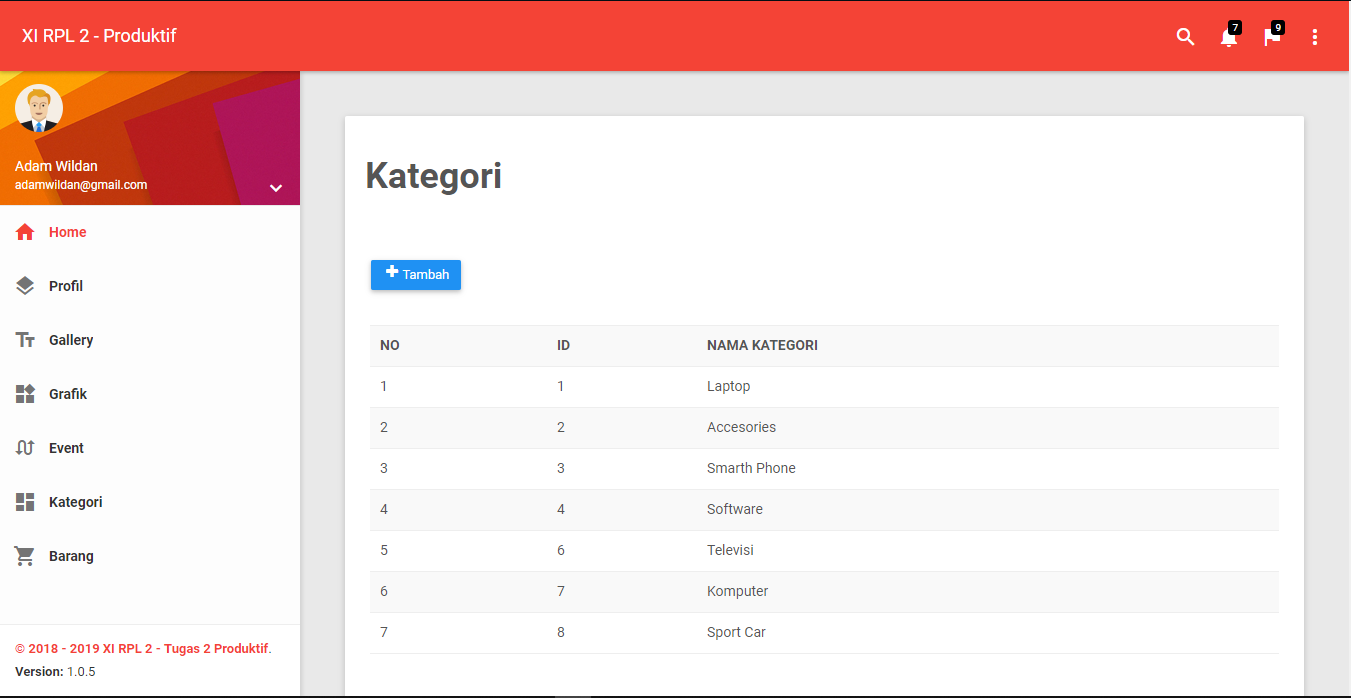 XI RPL 2 - Produktif
7
9
Adam Wildan
adamwildan@gmail.com
Home
Profil
Gallery
Grafik
Event
Kategori
Barang
© 2018 - 2019 XI RPL 2 - Tugas 2 Produktif.
Version: 1.0.5
Kategori
Tambah
NO ID NAMA KATEGORI
1 1 Laptop
2 2 Accesories
3 3 Smarth Phone
4 4 Software
5 6 Televisi
6 7 Komputer
7 8 Sport Car